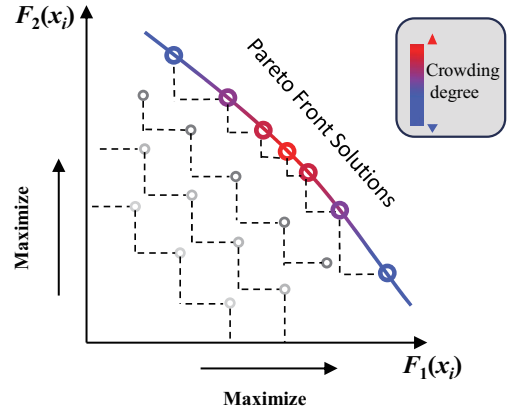 F₂(xᵢ)
Crowding
degree
Pareto Front Solutions
Maximize
F₁(xᵢ)
Maximize